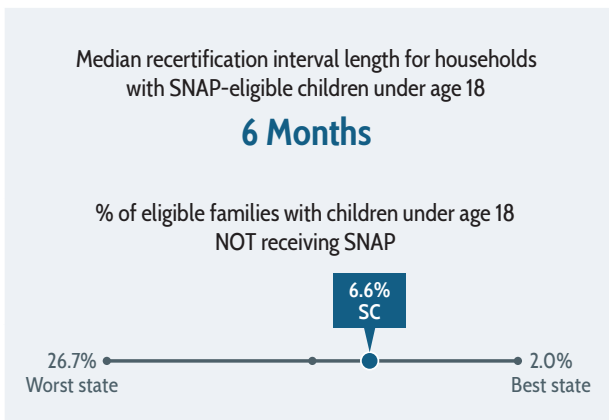 Median recertification interval length for households
with SNAP-eligible children under age 18
6 Months
% of eligible families with children under age 18
NOT receiving SNAP
6.6%
SC
26.7%
Worst state
2.0%
Best state